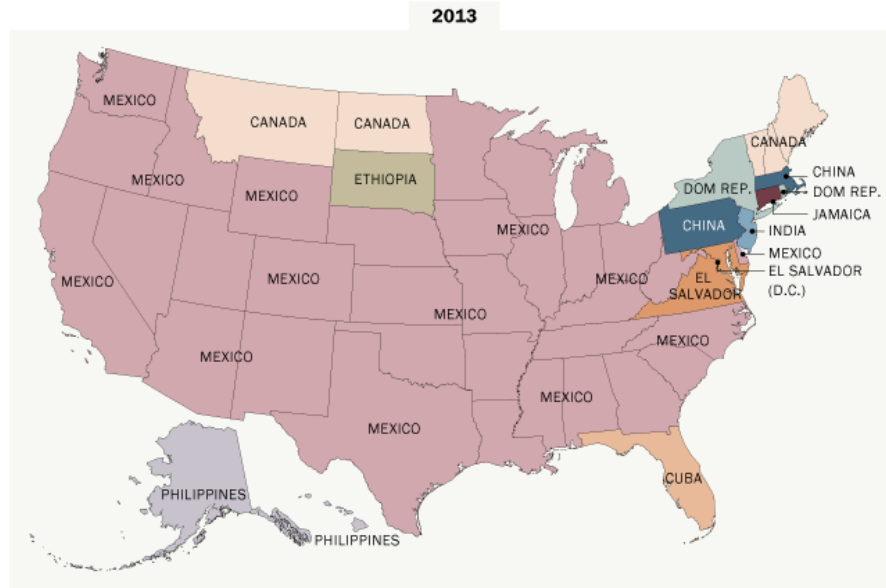 2013
MEXICO
CANADA
CANADA
CANADA
CHINA
DOM REP.
ETHIOPIA
MEXICO
MEXICO
DOM REP.
JAMAICA
CHINA
INDIA
MEXICO
MEXICO
EL SALVADOR
(D.C.)
MEXICO
MEXICO
MEXICO
EL
SALVADOR
MEXICO
MEXICO
MEXICO
MEXICO
MEXICO
CUBA
PHILIPPINES
PHILIPPINES